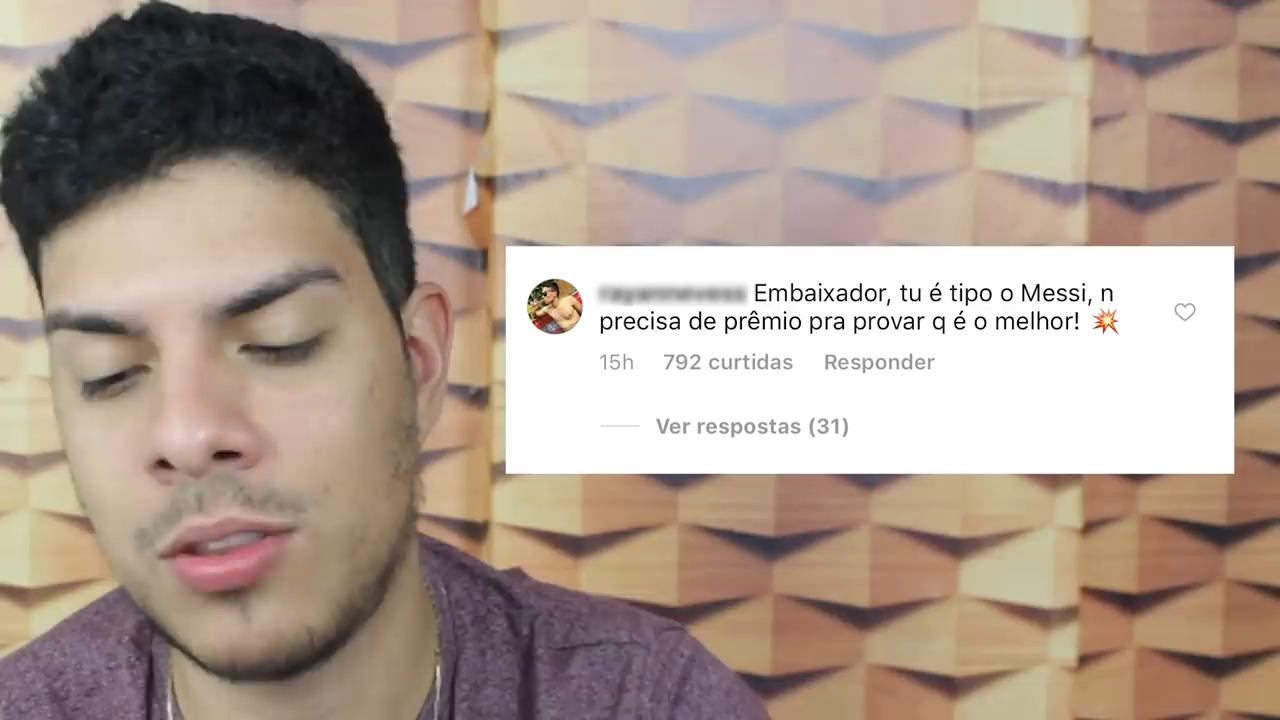 Embaixador, tu é tipo o Messi, n
precisa de prêmio pra provar q é o melhor! 💥
15h 792 curtidas Responder
Ver respostas (31)